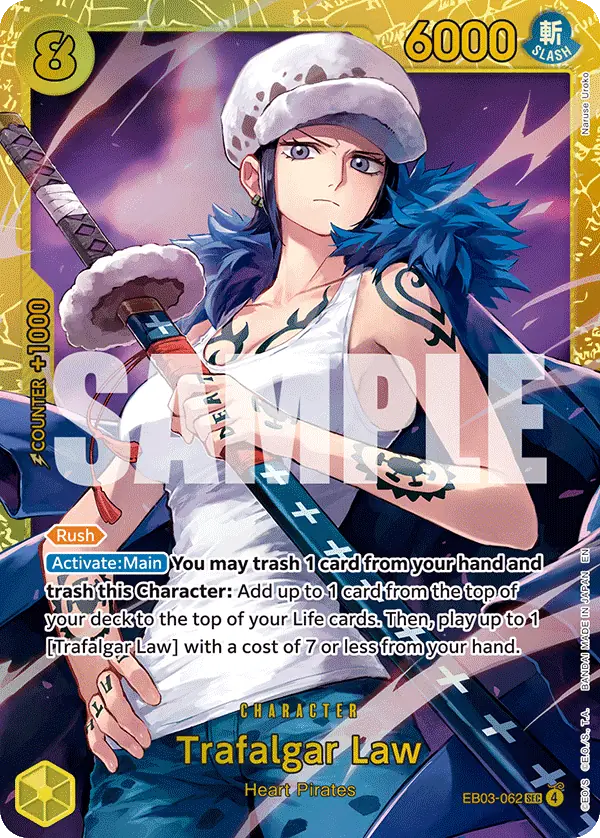 8
6000
斬
SLASH
Naruse Uroko
COUNTER +1000
DEATH
SAMPLE
Rush
Activate:Main You may trash 1 card from your hand and
trash this Character: Add up to 1 card from the top of
your deck to the top of your Life cards. Then, play up to 1
[Trafalgar Law] with a cost of 7 or less from your hand.
CHARACTER
Trafalgar Law
Heart Pirates
EB03-062 SEC 4
©EO/S ©E.O./S., T.A. BANDAI MADE IN JAPAN EN